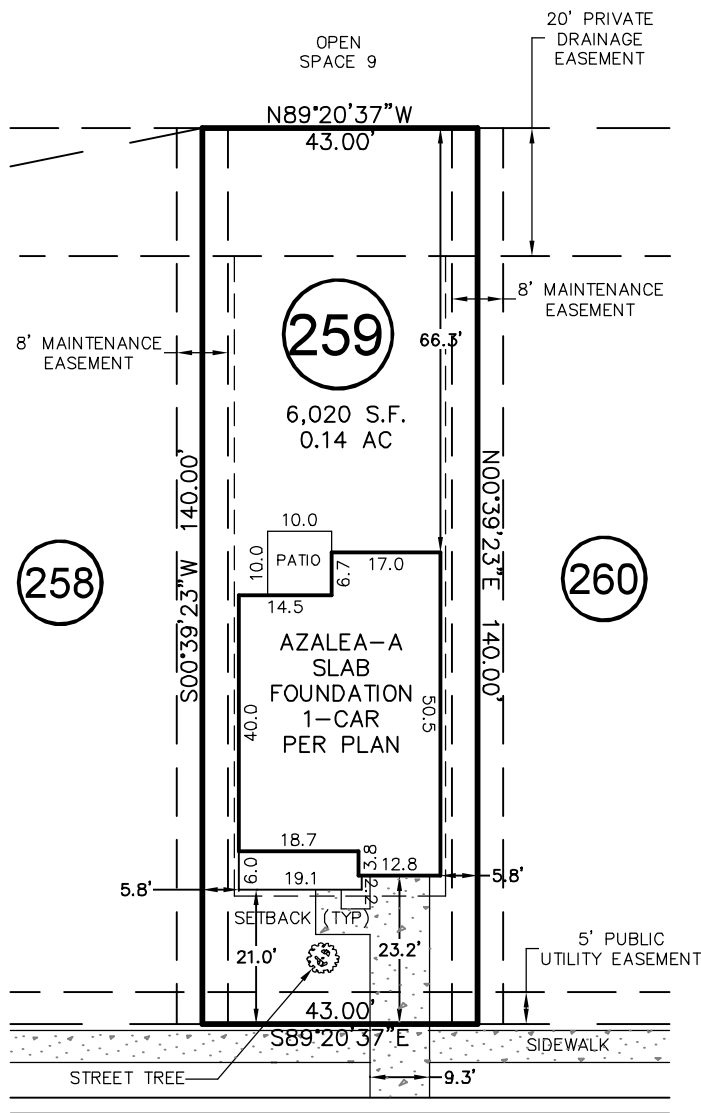 OPEN
SPACE 9
20' PRIVATE
DRAINAGE
EASEMENT
N89°20'37"W
43.00'
8' MAINTENANCE
EASEMENT
259
66.3'
8' MAINTENANCE
EASEMENT
6,020 S.F.
0.14 AC
S00°39'23"W 140.00'
N00°39'23"E 140.00'
10.0
10.0
PATIO
6.7
17.0
258
260
14.5
AZALEA-A
SLAB
FOUNDATION
1-CAR
PER PLAN
40.0
50.5
18.7
3.8
12.8
6.0
19.1
2.2
5.8'
5.8'
SETBACK (TYP)
21.0'
23.2'
5' PUBLIC
UTILITY EASEMENT
43.00'
S89°20'37"E
SIDEWALK
STREET TREE
9.3'